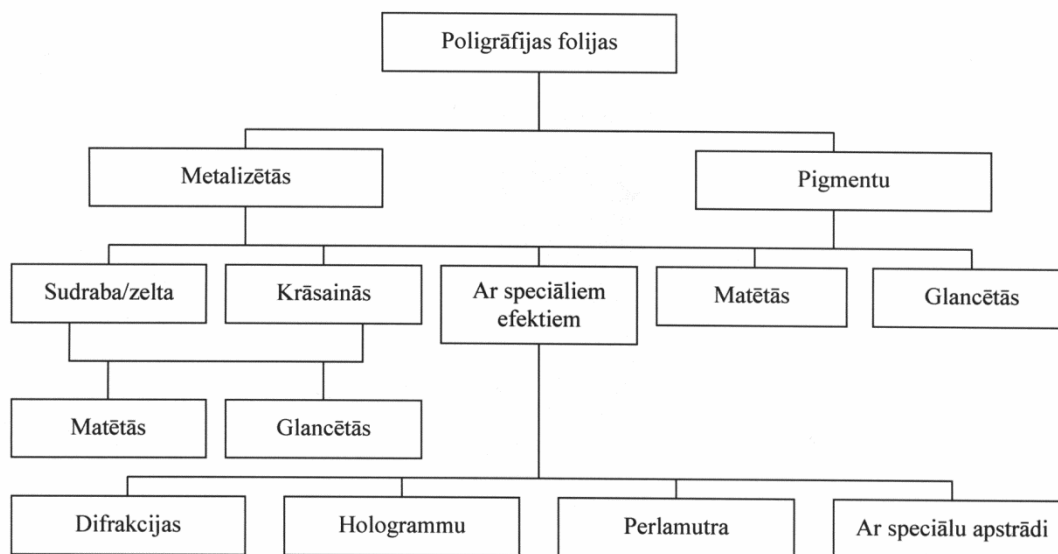 Poligrāfijas folijas
Metalizētās
Pigmentu
Sudraba/zelta
Krāsainās
Ar speciāliem
efektiem
Matētās
Glancētās
Matētās
Glancētās
Difrakcijas
Hologrammu
Perlamutra
Ar speciālu apstrādi